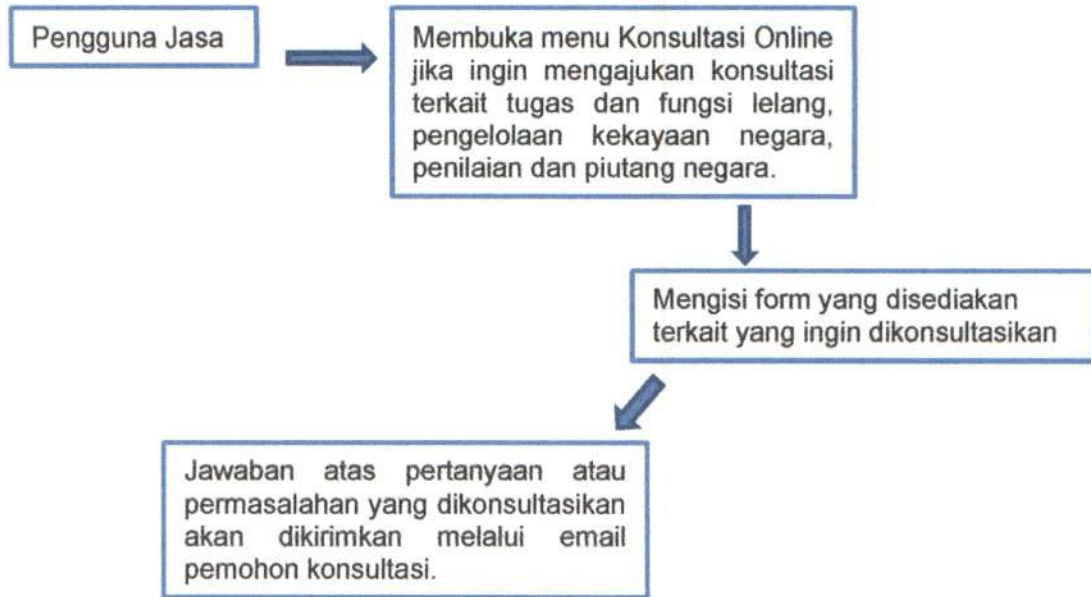 Pengguna Jasa
Membuka menu Konsultasi Online
jika ingin mengajukan konsultasi
terkait tugas dan fungsi lelang,
pengelolaan kekayaan negara,
penilaian dan piutang negara.
Mengisi form yang disediakan
terkait yang ingin dikonsultasikan
Jawaban atas pertanyaan atau
permasalahan yang dikonsultasikan
akan dikirimkan melalui email
pemohon konsultasi.